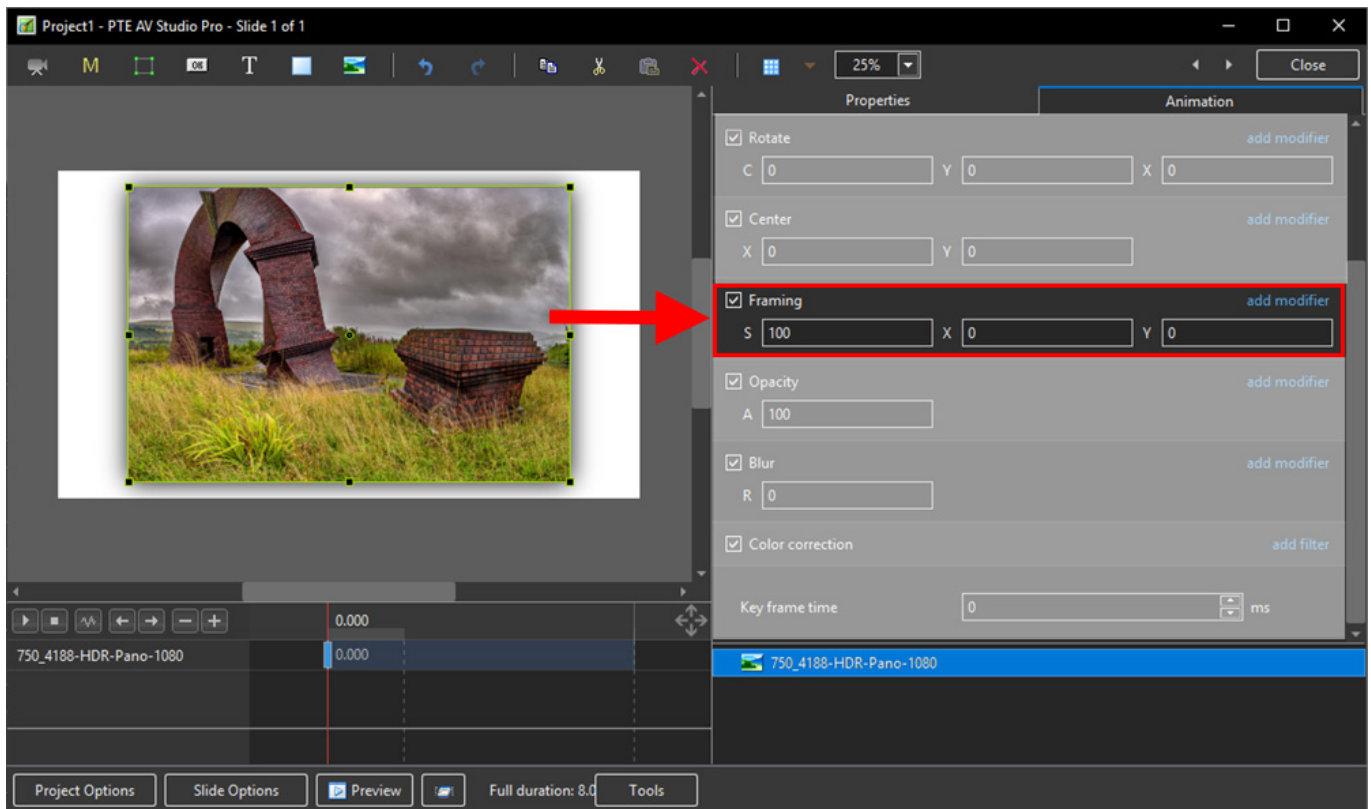 Project1 - PTE AV Studio Pro - Slide 1 of 1
M OK T 25% Close
Properties Animation
Rotate add modifier
C 0 Y 0 X 0
Center add modifier
X 0 Y 0
Framing add modifier
S 100 X 0 Y 0
Opacity add modifier
A 100
Blur add modifier
R 0
Color correction add filter
Key frame time 0 ms
0.000
750_4188-HDR-Pano-1080 0.000
750_4188-HDR-Pano-1080
Project Options Slide Options Preview Full duration: 8.0 Tools